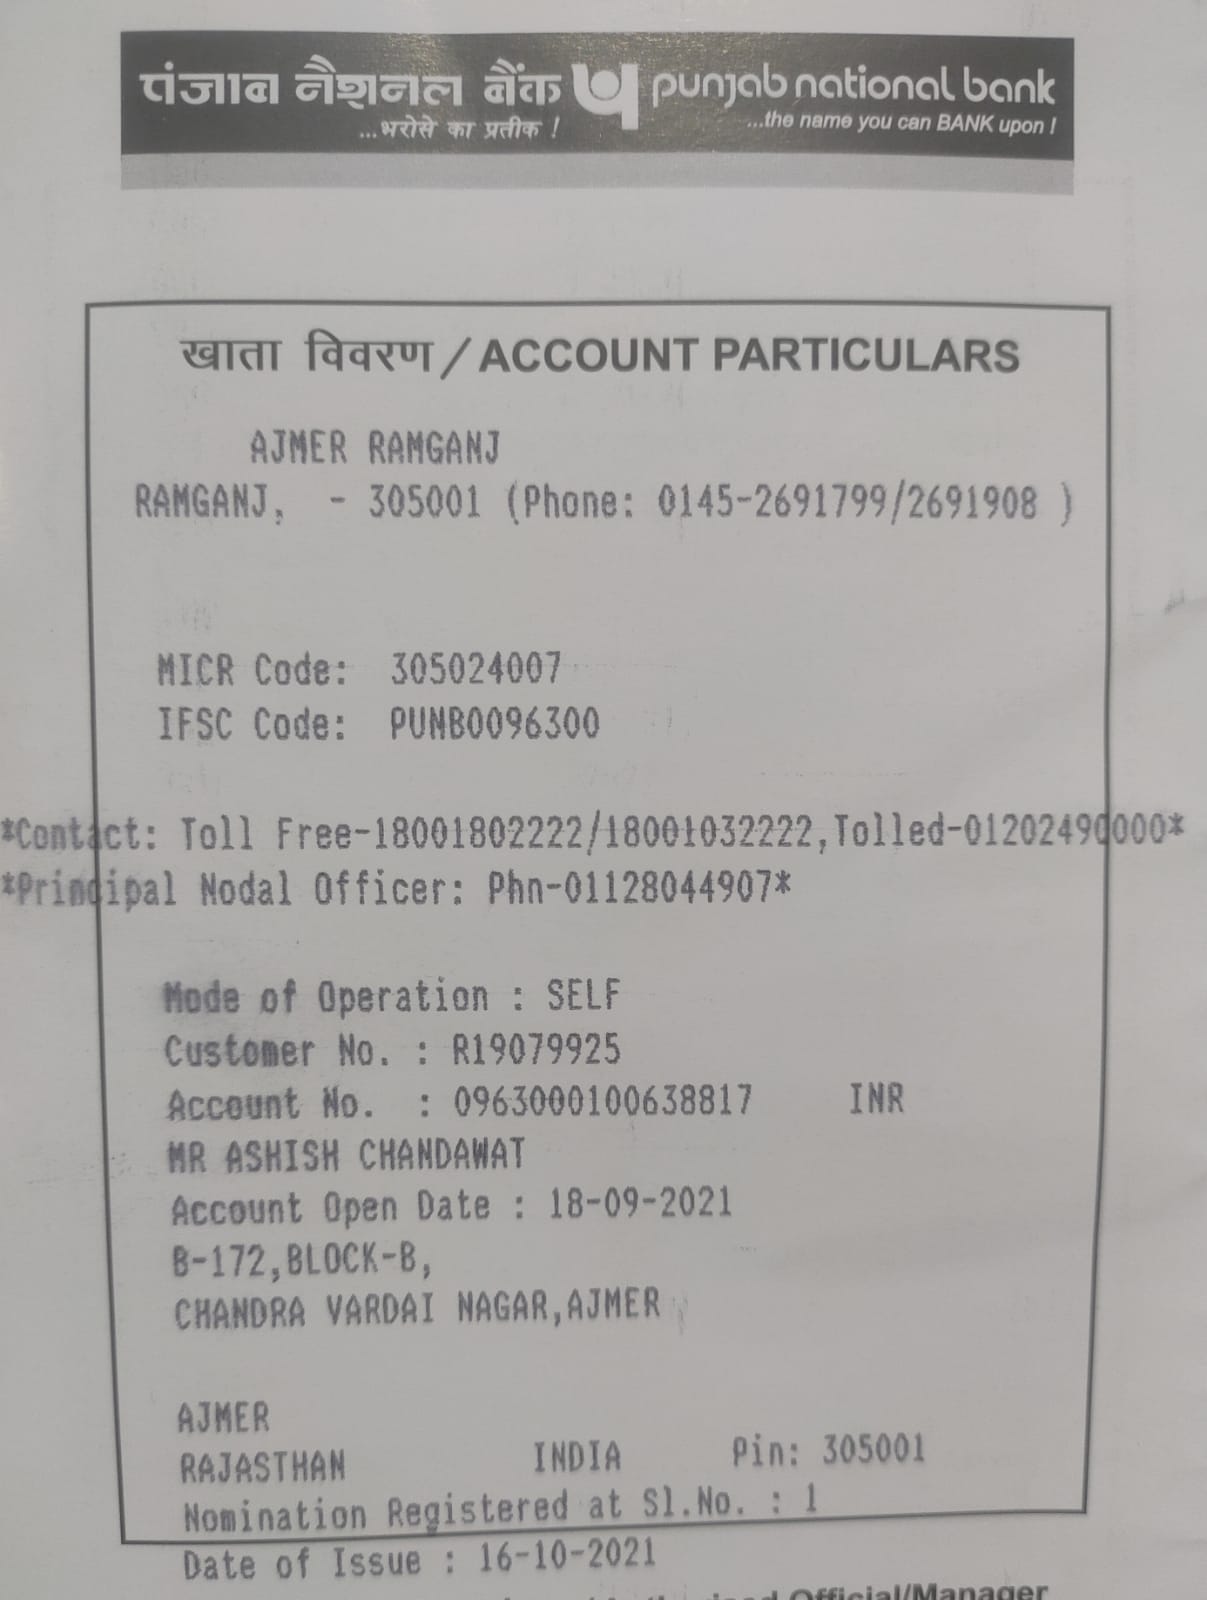 पंजाब नैशनल बैंक punjab national bank
...भरोसे का प्रतीक ! ...the name you can BANK upon !
खाता विवरण / ACCOUNT PARTICULARS
AJMER RAMGANJ
RAMGANJ, - 305001 (Phone: 0145-2691799/2691908 )
MICR Code: 305024007
IFSC Code: PUNB0096300
*Contact: Toll Free-18001802222/18001032222,Tolled-01202490000*
*Principal Nodal Officer: Phn-01128044907*
Mode of Operation : SELF
Customer No. : R19079925
Account No. : 0963000100638817 INR
MR ASHISH CHANDAWAT
Account Open Date : 18-09-2021
B-172,BLOCK-B,
CHANDRA VARDAI NAGAR,AJMER
AJMER
RAJASTHAN INDIA Pin: 305001
Nomination Registered at Sl.No. : 1
Date of Issue : 16-10-2021
Official/Manager